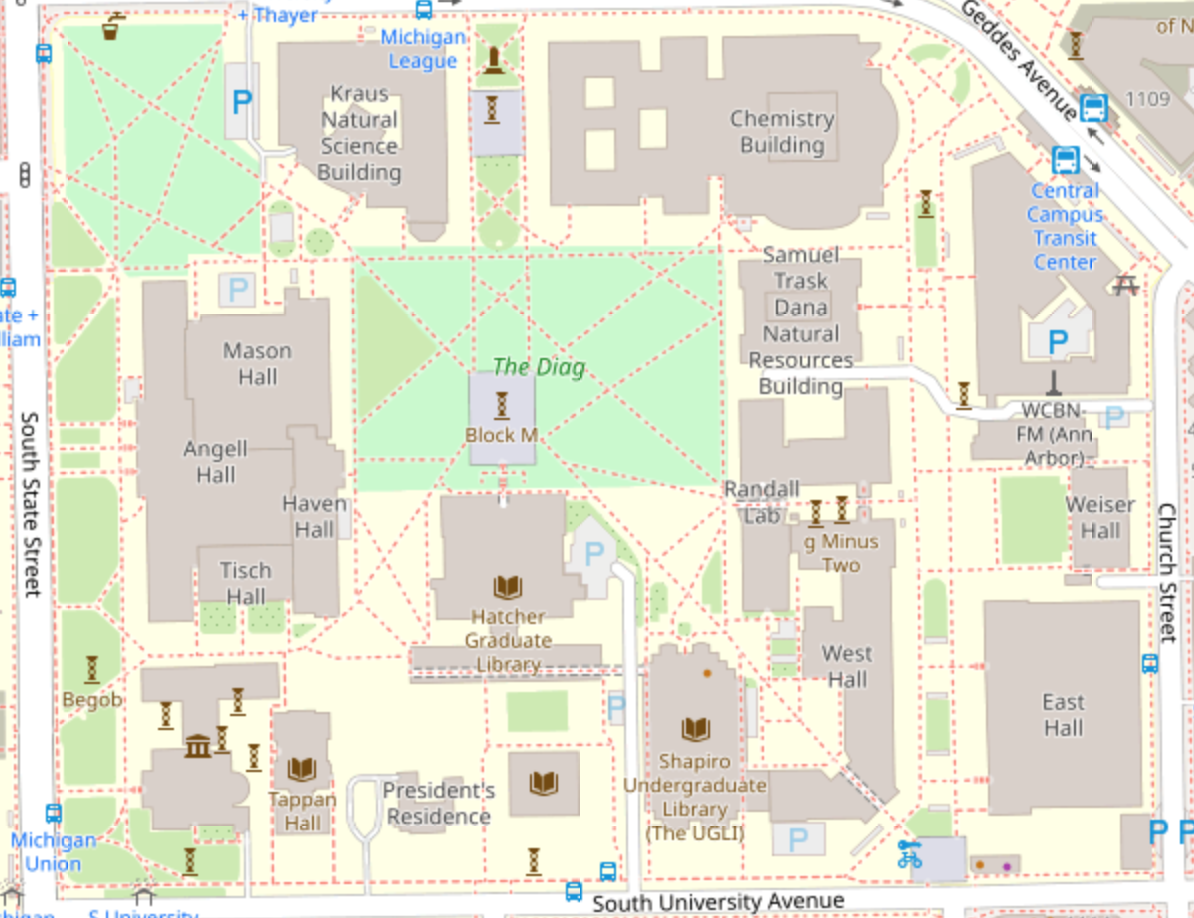 + Thayer
Michigan
League
Geddes Avenue
of N
1109
P
Kraus
Natural
Science
Building
Chemistry
Building
Central
Campus
Transit
Center
Samuel
Trask
Dana
Natural
Resources
Building
P
ate +
lliam
Mason
Hall
The Diag
P
Block M
WCBN-
FM (Ann
Arbor)
P
South State Street
Angell
Hall
Haven
Hall
Randall
Lab
Weiser
Hall
Church Street
P
g Minus
Two
Tisch
Hall
Hatcher
Graduate
Library
Begob
West
Hall
P
East
Hall
Shapiro
Undergraduate
Library
(The UGLI)
Tappan
Hall
President's
Residence
Michigan
Union
P
P
P
South University Avenue
higan
S University